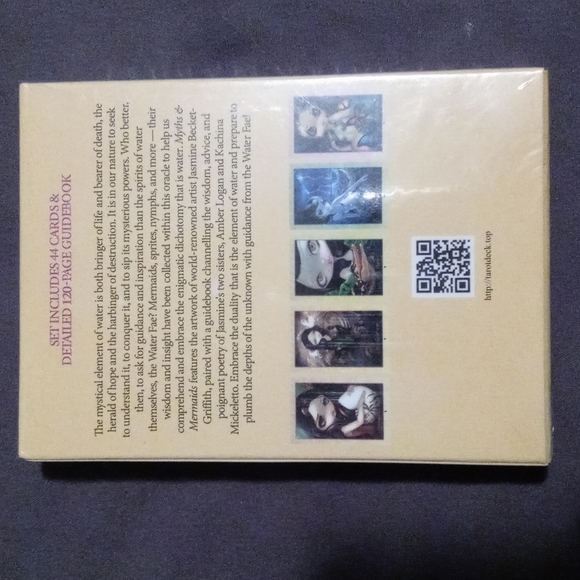 SET INCLUDES 44 CARDS &
DETAILED 120-PAGE GUIDEBOOK
The mystical element of water is both bringer of life and bearer of death, the
herald of hope and the harbinger of destruction. It is in our nature to seek
to understand it, to conquer it, and to sip its mysterious powers. Who better,
then, to ask for guidance and inspiration than the spirits of water
themselves, the Water Fae? Mermaids, sprites, nymphs, and more — their
wisdom and insight have been collected within this oracle to help us
comprehend and embrace the enigmatic dichotomy that is water. Myths &
Mermaids features the artwork of world-renowned artist Jasmine Becket-
Griffith, paired with a guidebook channelling the wisdom, advice, and
poignant poetry of Jasmine's two sisters, Amber Logan and Kachina
Mickeletto. Embrace the duality that is the element of water and prepare to
plumb the depths of the unknown with guidance from the Water Fae!
http://tarotdeck.top